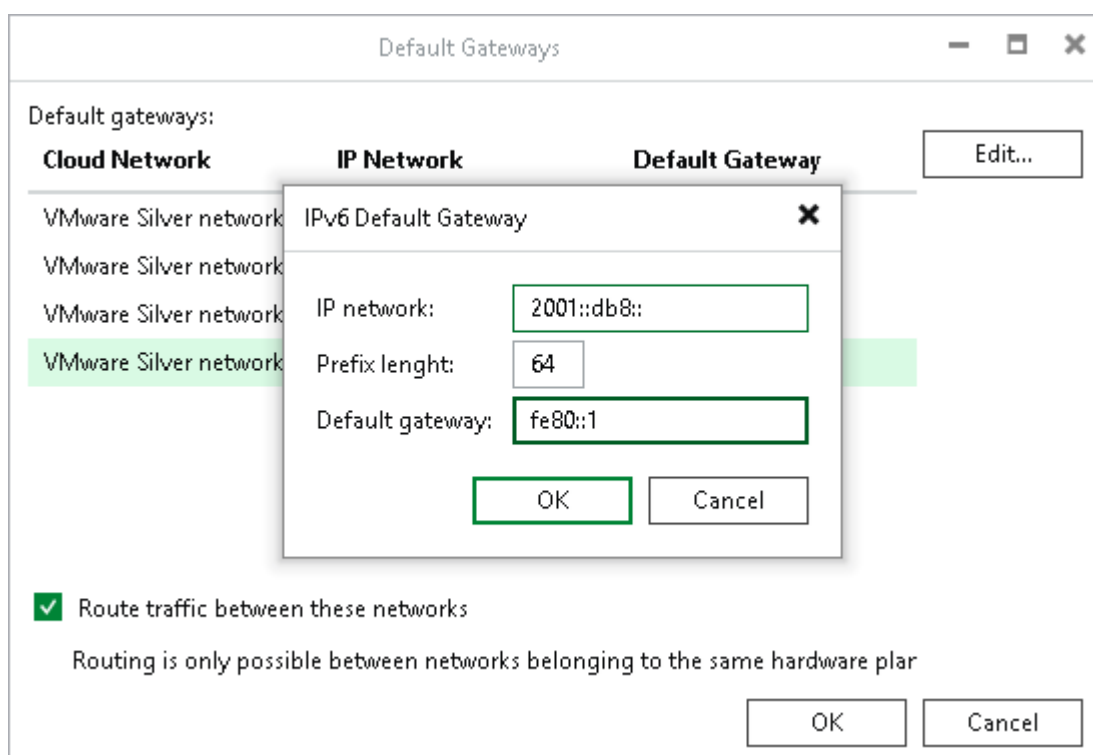 Default Gateways
Default gateways:
Cloud Network IP Network Default Gateway
Edit...
VMware Silver network
VMware Silver network
VMware Silver network
VMware Silver network
IPv6 Default Gateway
IP network: 2001::db8::
Prefix lenght: 64
Default gateway: fe80::1
OK Cancel
Route traffic between these networks
Routing is only possible between networks belonging to the same hardware plar
OK Cancel